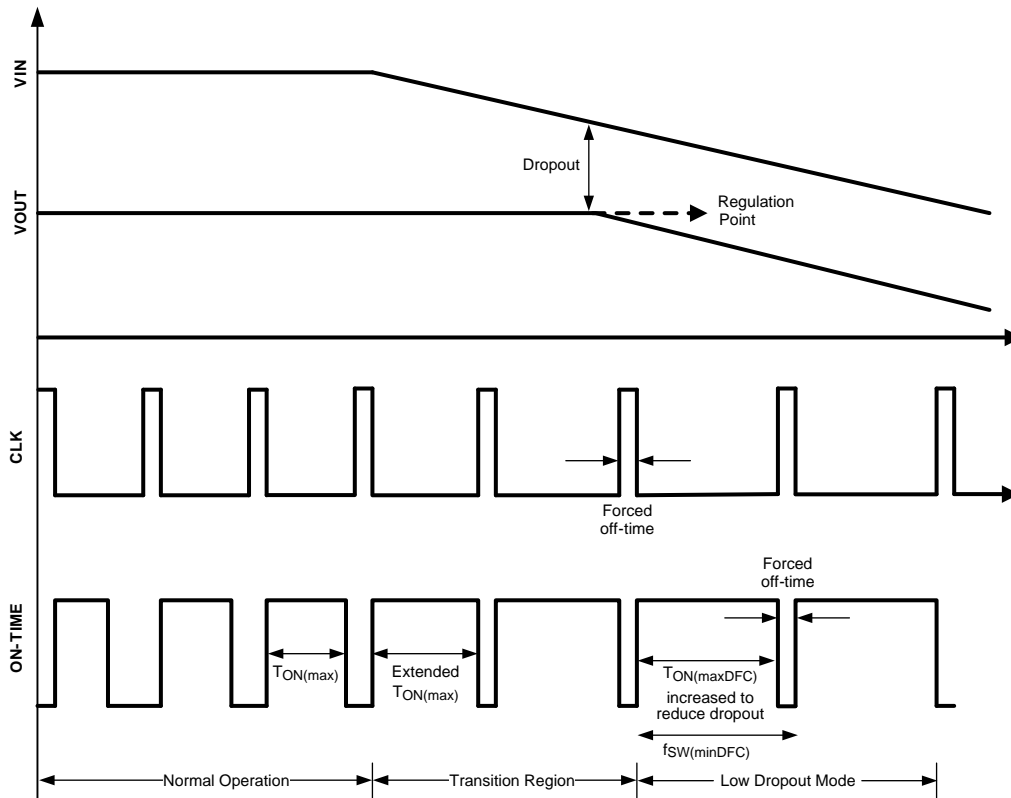 VIN
Dropout
VOUT
Regulation
Point
CLK
Forced
off-time
Forced
off-time
ON-TIME
TON(max)
Extended
TON(max)
TON(maxDFC)
increased to
reduce dropout
fSW(minDFC)
Normal Operation
Transition Region
Low Dropout Mode